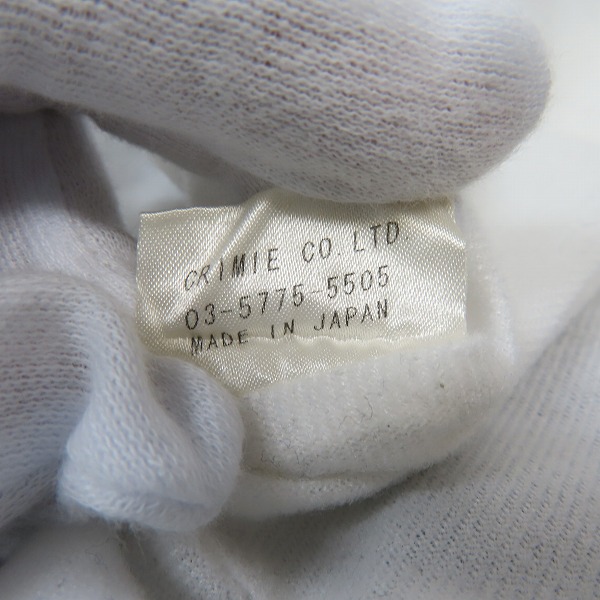 CRIMIE CO. LTD.
03-5775-5505
MADE IN JAPAN